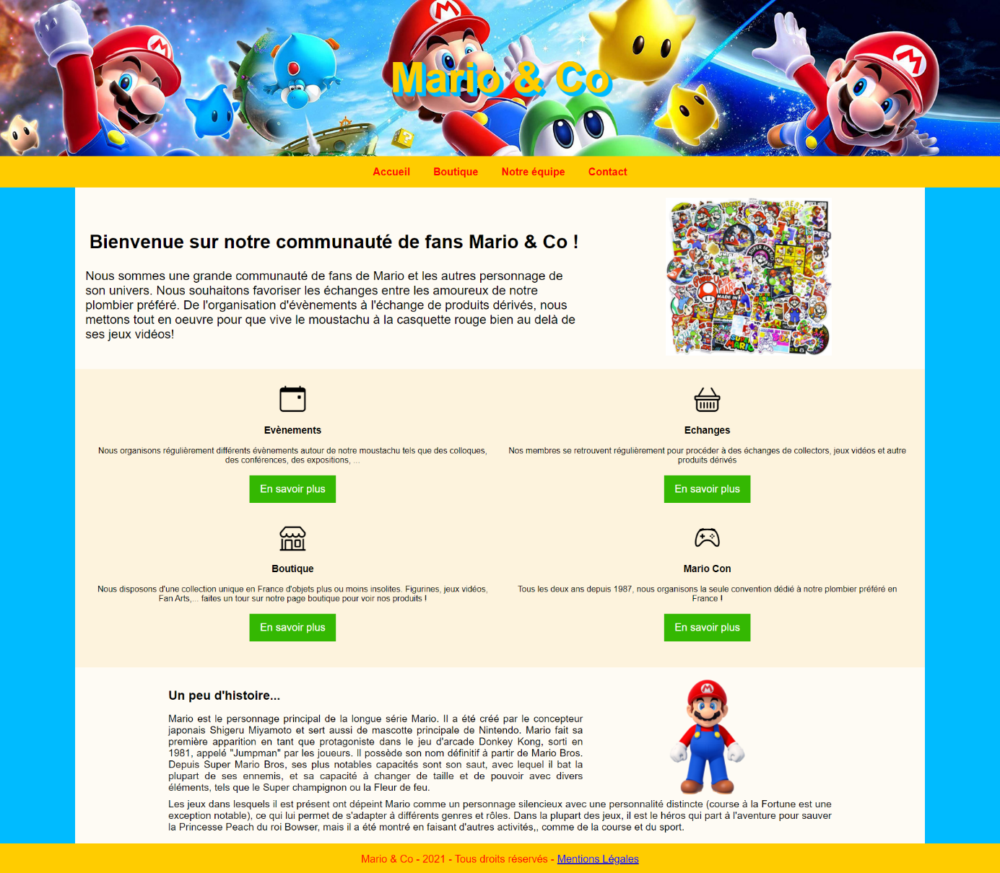 Mario & Co
Accueil Boutique Notre équipe Contact
Bienvenue sur notre communauté de fans Mario & Co !
Nous sommes une grande communauté de fans de Mario et les autres personnage de
son univers. Nous souhaitons favoriser les échanges entre les amoureux de notre
plombier préféré. De l'organisation d'évènements à l'échange de produits dérivés, nous
mettons tout en oeuvre pour que vive le moustachu à la casquette rouge bien au delà de
ses jeux vidéos!
Evènements
Nous organisons régulièrement différents évènements autour de notre moustachu tels que des colloques,
des conférences, des expositions, ...
En savoir plus
Echanges
Nos membres se retrouvent régulièrement pour procéder à des échanges de collectors, jeux vidéos et autre
produits dérivés
En savoir plus
Boutique
Nous disposons d'une collection unique en France d'objets plus ou moins insolites. Figurines, jeux vidéos,
Fan Arts,... faites un tour sur notre page boutique pour voir nos produits !
En savoir plus
Mario Con
Tous les deux ans depuis 1987, nous organisons la seule convention dédié à notre plombier préféré en
France !
En savoir plus
Un peu d'histoire...
Mario est le personnage principal de la longue série Mario. Il a été créé par le concepteur
japonais Shigeru Miyamoto et sert aussi de mascotte principale de Nintendo. Mario fait sa
première apparition en tant que protagoniste dans le jeu d'arcade Donkey Kong, sorti en
1981, appelé "Jumpman" par les joueurs. Il possède son nom définitif à partir de Mario Bros.
Depuis Super Mario Bros, ses plus notables capacités sont son saut, avec lequel il bat la
plupart de ses ennemis, et sa capacité à changer de taille et de pouvoir avec divers
éléments, tels que le Super champignon ou la Fleur de feu.
Les jeux dans lesquels il est présent ont dépeint Mario comme un personnage silencieux avec une personnalité distincte (course à la Fortune est une
exception notable), ce qui lui permet de s'adapter à différents genres et rôles. Dans la plupart des jeux, il est le héros qui part à l'aventure pour sauver
la Princesse Peach du roi Bowser, mais il a été montré en faisant d'autres activités,, comme de la course et du sport.
Mario & Co - 2021 - Tous droits réservés - Mentions Légales